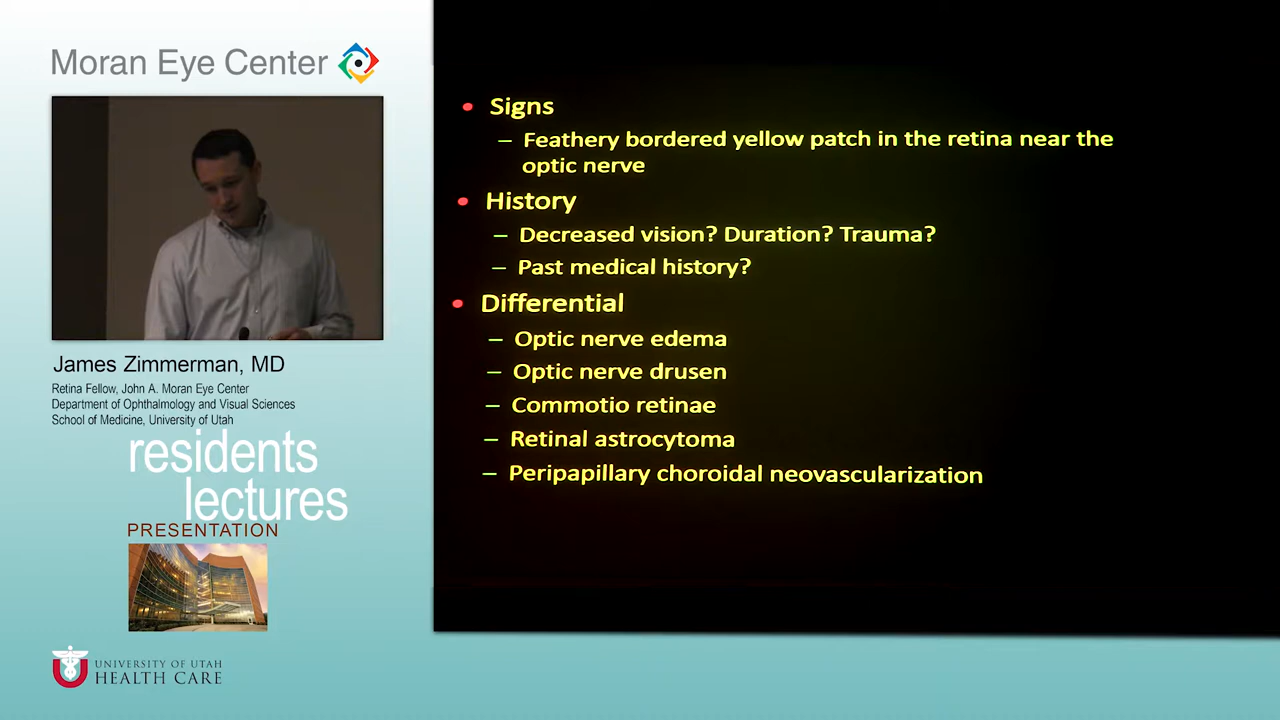 Moran Eye Center
James Zimmerman, MD
Retina Fellow, John A. Moran Eye Center
Department of Ophthalmology and Visual Sciences
School of Medicine, University of Utah
residents
lectures
PRESENTATION
UNIVERSITY OF UTAH
HEALTH CARE
• Signs
– Feathery bordered yellow patch in the retina near the
optic nerve
• History
– Decreased vision? Duration? Trauma?
– Past medical history?
• Differential
– Optic nerve edema
– Optic nerve drusen
– Commotio retinae
– Retinal astrocytoma
– Peripapillary choroidal neovascularization